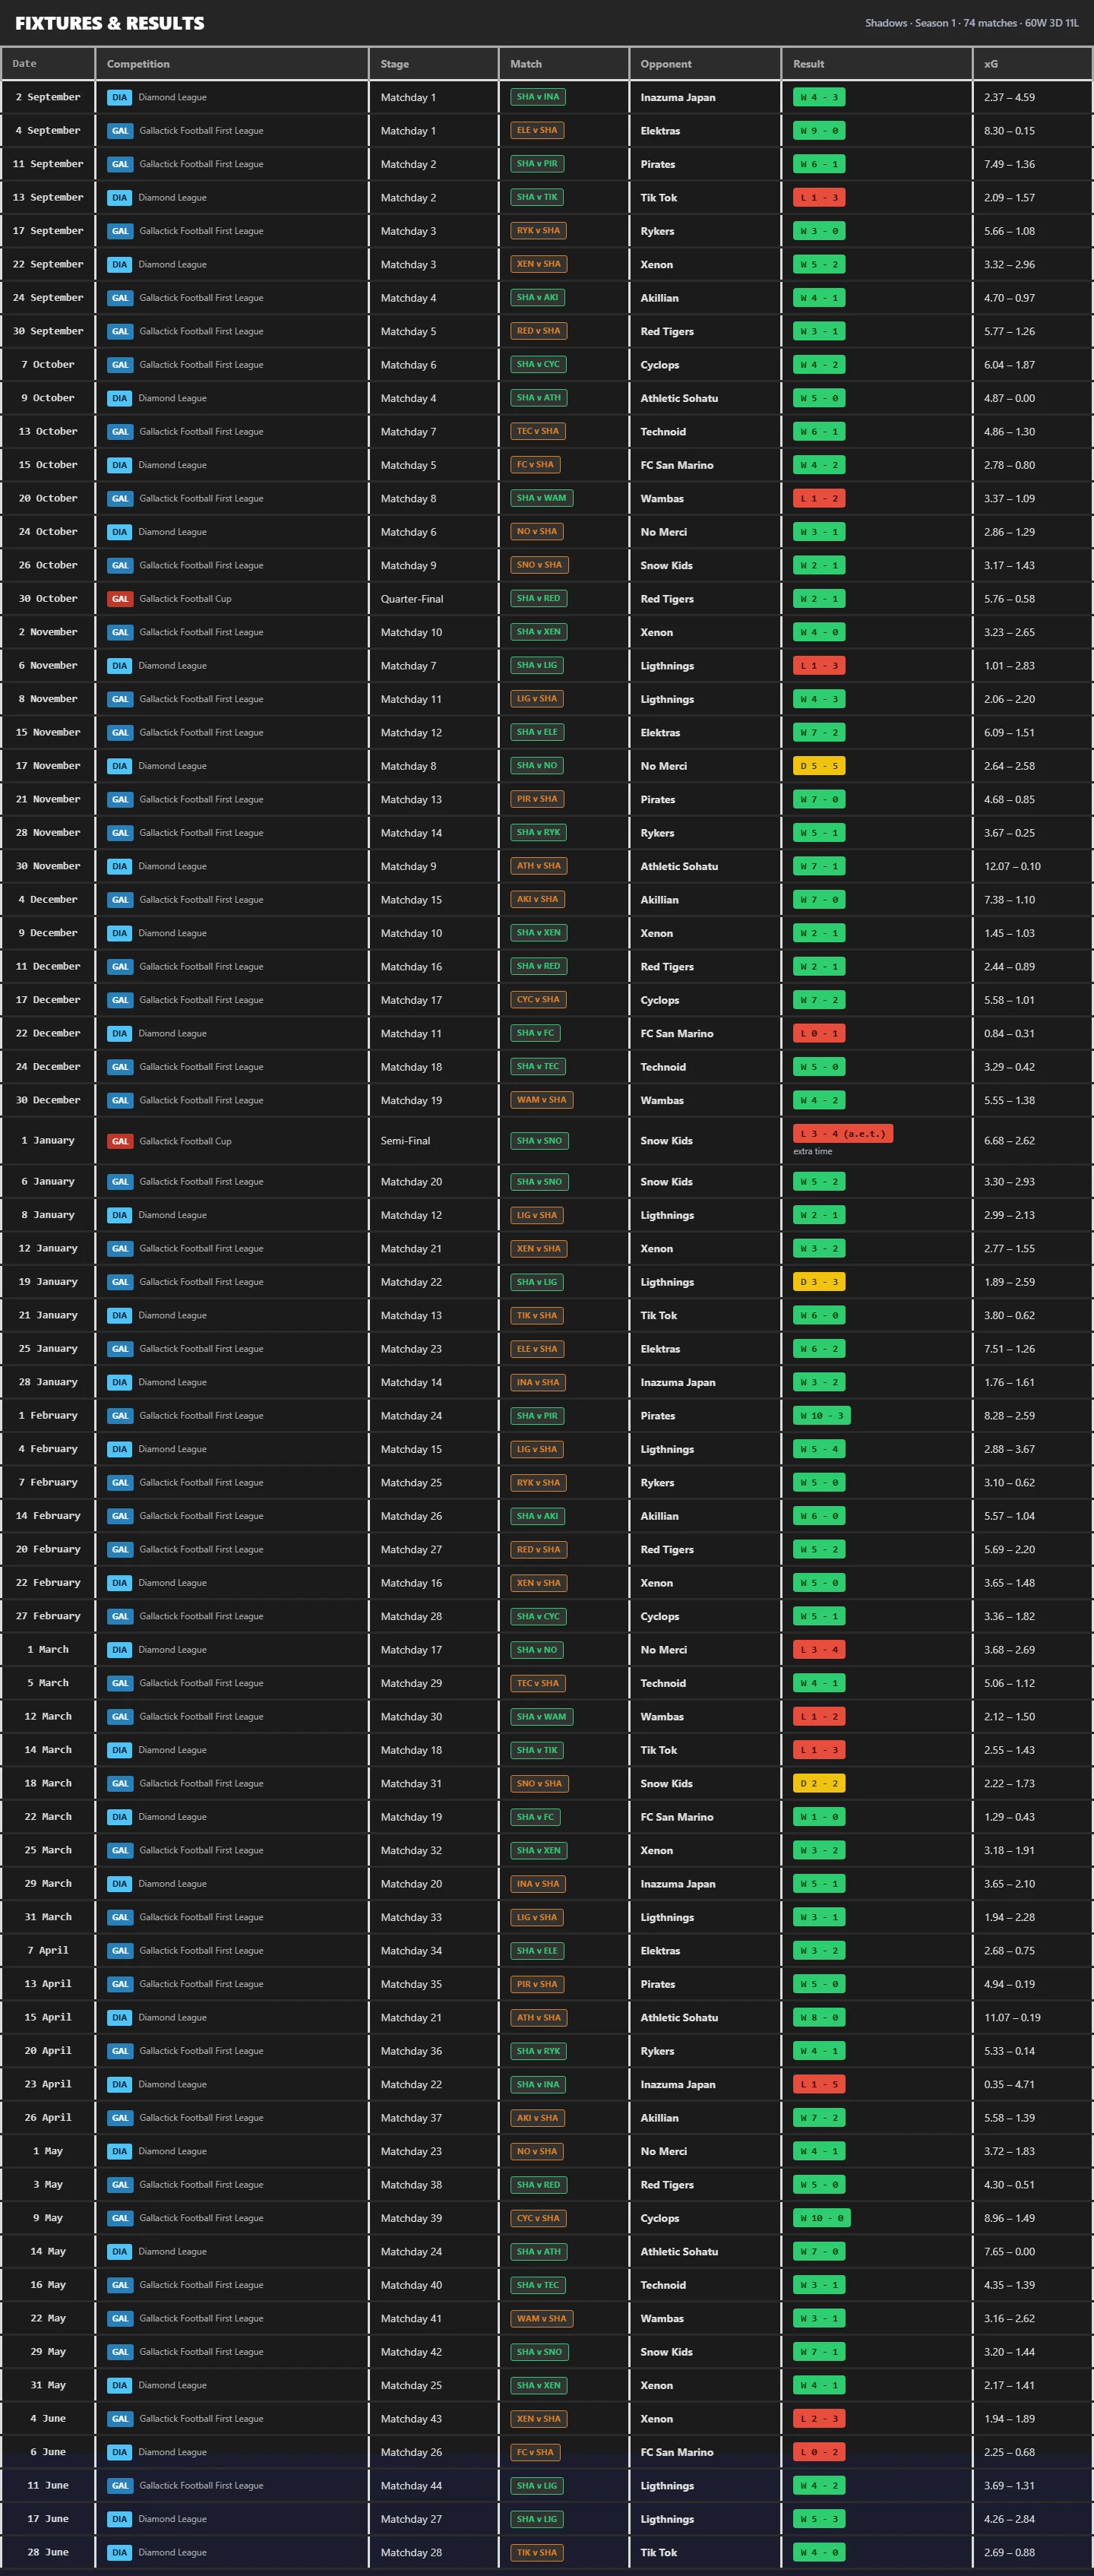 FIXTURES & RESULTS Shadows · Season 1 · 74 matches · 60W 3D 11L
Date Competition Stage Match Opponent Result xG
2 September DIA Diamond League Matchday 1 SHA v INA Inazuma Japan W 4 - 3 2.37 – 4.59
4 September GAL Gallactick Football First League Matchday 1 ELE v SHA Elektras W 9 - 0 8.30 – 0.15
11 September GAL Gallactick Football First League Matchday 2 SHA v PIR Pirates W 6 - 1 7.49 – 1.36
13 September DIA Diamond League Matchday 2 SHA v TIK Tik Tok L 1 - 3 2.09 – 1.57
17 September GAL Gallactick Football First League Matchday 3 RYK v SHA Rykers W 3 - 0 5.66 – 1.08
22 September DIA Diamond League Matchday 3 XEN v SHA Xenon W 5 - 2 3.32 – 2.96
24 September GAL Gallactick Football First League Matchday 4 SHA v AKI Akillian W 4 - 1 4.70 – 0.97
30 September GAL Gallactick Football First League Matchday 5 RED v SHA Red Tigers W 3 - 1 5.77 – 1.26
7 October GAL Gallactick Football First League Matchday 6 SHA v CYC Cyclops W 4 - 2 6.04 – 1.87
9 October DIA Diamond League Matchday 4 SHA v ATH Athletic Sohatu W 5 - 0 4.87 – 0.00
13 October GAL Gallactick Football First League Matchday 7 TEC v SHA Technoid W 6 - 1 4.86 – 1.30
15 October DIA Diamond League Matchday 5 FC v SHA FC San Marino W 4 - 2 2.78 – 0.80
20 October GAL Gallactick Football First League Matchday 8 SHA v WAM Wambas L 1 - 2 3.37 – 1.09
24 October DIA Diamond League Matchday 6 NO v SHA No Merci W 3 - 1 2.86 – 1.29
26 October GAL Gallactick Football First League Matchday 9 SNO v SHA Snow Kids W 2 - 1 3.17 – 1.43
30 October GAL Gallactick Football Cup Quarter-Final SHA v RED Red Tigers W 2 - 1 5.76 – 0.58
2 November GAL Gallactick Football First League Matchday 10 SHA v XEN Xenon W 4 - 0 3.23 – 2.65
6 November DIA Diamond League Matchday 7 SHA v LIG Ligthnings L 1 - 3 1.01 – 2.83
8 November GAL Gallactick Football First League Matchday 11 LIG v SHA Ligthnings W 4 - 3 2.06 – 2.20
15 November GAL Gallactick Football First League Matchday 12 SHA v ELE Elektras W 7 - 2 6.09 – 1.51
17 November DIA Diamond League Matchday 8 SHA v NO No Merci D 5 - 5 2.64 – 2.58
21 November GAL Gallactick Football First League Matchday 13 PIR v SHA Pirates W 7 - 0 4.68 – 0.85
28 November GAL Gallactick Football First League Matchday 14 SHA v RYK Rykers W 5 - 1 3.67 – 0.25
30 November DIA Diamond League Matchday 9 ATH v SHA Athletic Sohatu W 7 - 1 12.07 – 0.10
4 December GAL Gallactick Football First League Matchday 15 AKI v SHA Akillian W 7 - 0 7.38 – 1.10
9 December DIA Diamond League Matchday 10 SHA v XEN Xenon W 2 - 1 1.45 – 1.03
11 December GAL Gallactick Football First League Matchday 16 SHA v RED Red Tigers W 2 - 1 2.44 – 0.89
17 December GAL Gallactick Football First League Matchday 17 CYC v SHA Cyclops W 7 - 2 5.58 – 1.01
22 December DIA Diamond League Matchday 11 SHA v FC FC San Marino L 0 - 1 0.84 – 0.31
24 December GAL Gallactick Football First League Matchday 18 SHA v TEC Technoid W 5 - 0 3.29 – 0.42
30 December GAL Gallactick Football First League Matchday 19 WAM v SHA Wambas W 4 - 2 5.55 – 1.38
1 January GAL Gallactick Football Cup Semi-Final SHA v SNO Snow Kids L 3 - 4 (a.e.t.) 6.68 – 2.62
extra time
6 January GAL Gallactick Football First League Matchday 20 SHA v SNO Snow Kids W 5 - 2 3.30 – 2.93
8 January DIA Diamond League Matchday 12 LIG v SHA Ligthnings W 2 - 1 2.99 – 2.13
12 January GAL Gallactick Football First League Matchday 21 XEN v SHA Xenon W 3 - 2 2.77 – 1.55
19 January GAL Gallactick Football First League Matchday 22 SHA v LIG Ligthnings D 3 - 3 1.89 – 2.59
21 January DIA Diamond League Matchday 13 TIK v SHA Tik Tok W 6 - 0 3.80 – 0.62
25 January GAL Gallactick Football First League Matchday 23 ELE v SHA Elektras W 6 - 2 7.51 – 1.26
28 January DIA Diamond League Matchday 14 INA v SHA Inazuma Japan W 3 - 2 1.76 – 1.61
1 February GAL Gallactick Football First League Matchday 24 SHA v PIR Pirates W 10 - 3 8.28 – 2.59
4 February DIA Diamond League Matchday 15 LIG v SHA Ligthnings W 5 - 4 2.88 – 3.67
7 February GAL Gallactick Football First League Matchday 25 RYK v SHA Rykers W 5 - 0 3.10 – 0.62
14 February GAL Gallactick Football First League Matchday 26 SHA v AKI Akillian W 6 - 0 5.57 – 1.04
20 February GAL Gallactick Football First League Matchday 27 RED v SHA Red Tigers W 5 - 2 5.69 – 2.20
22 February DIA Diamond League Matchday 16 XEN v SHA Xenon W 5 - 0 3.65 – 1.48
27 February GAL Gallactick Football First League Matchday 28 SHA v CYC Cyclops W 5 - 1 3.36 – 1.82
1 March DIA Diamond League Matchday 17 SHA v NO No Merci L 3 - 4 3.68 – 2.69
5 March GAL Gallactick Football First League Matchday 29 TEC v SHA Technoid W 4 - 1 5.06 – 1.12
12 March GAL Gallactick Football First League Matchday 30 SHA v WAM Wambas L 1 - 2 2.12 – 1.50
14 March DIA Diamond League Matchday 18 SHA v TIK Tik Tok L 1 - 3 2.55 – 1.43
18 March GAL Gallactick Football First League Matchday 31 SNO v SHA Snow Kids D 2 - 2 2.22 – 1.73
22 March DIA Diamond League Matchday 19 SHA v FC FC San Marino W 1 - 0 1.29 – 0.43
25 March GAL Gallactick Football First League Matchday 32 SHA v XEN Xenon W 3 - 2 3.18 – 1.91
29 March DIA Diamond League Matchday 20 INA v SHA Inazuma Japan W 5 - 1 3.65 – 2.10
31 March GAL Gallactick Football First League Matchday 33 LIG v SHA Ligthnings W 3 - 1 1.94 – 2.28
7 April GAL Gallactick Football First League Matchday 34 SHA v ELE Elektras W 3 - 2 2.68 – 0.75
13 April GAL Gallactick Football First League Matchday 35 PIR v SHA Pirates W 5 - 0 4.94 – 0.19
15 April DIA Diamond League Matchday 21 ATH v SHA Athletic Sohatu W 8 - 0 11.07 – 0.19
20 April GAL Gallactick Football First League Matchday 36 SHA v RYK Rykers W 4 - 1 5.33 – 0.14
23 April DIA Diamond League Matchday 22 SHA v INA Inazuma Japan L 1 - 5 0.35 – 4.71
26 April GAL Gallactick Football First League Matchday 37 AKI v SHA Akillian W 7 - 2 5.58 – 1.39
1 May DIA Diamond League Matchday 23 NO v SHA No Merci W 4 - 1 3.72 – 1.83
3 May GAL Gallactick Football First League Matchday 38 SHA v RED Red Tigers W 5 - 0 4.30 – 0.51
9 May GAL Gallactick Football First League Matchday 39 CYC v SHA Cyclops W 10 - 0 8.96 – 1.49
14 May DIA Diamond League Matchday 24 SHA v ATH Athletic Sohatu W 7 - 0 7.65 – 0.00
16 May GAL Gallactick Football First League Matchday 40 SHA v TEC Technoid W 3 - 1 4.35 – 1.39
22 May GAL Gallactick Football First League Matchday 41 WAM v SHA Wambas W 3 - 1 3.16 – 2.62
29 May GAL Gallactick Football First League Matchday 42 SHA v SNO Snow Kids W 7 - 1 3.20 – 1.44
31 May DIA Diamond League Matchday 25 SHA v XEN Xenon W 4 - 1 2.17 – 1.41
4 June GAL Gallactick Football First League Matchday 43 XEN v SHA Xenon L 2 - 3 1.94 – 1.89
6 June DIA Diamond League Matchday 26 FC v SHA FC San Marino L 0 - 2 2.25 – 0.68
11 June GAL Gallactick Football First League Matchday 44 SHA v LIG Ligthnings W 4 - 2 3.69 – 1.31
17 June DIA Diamond League Matchday 27 SHA v LIG Ligthnings W 5 - 3 4.26 – 2.84
28 June DIA Diamond League Matchday 28 TIK v SHA Tik Tok W 4 - 0 2.69 – 0.88